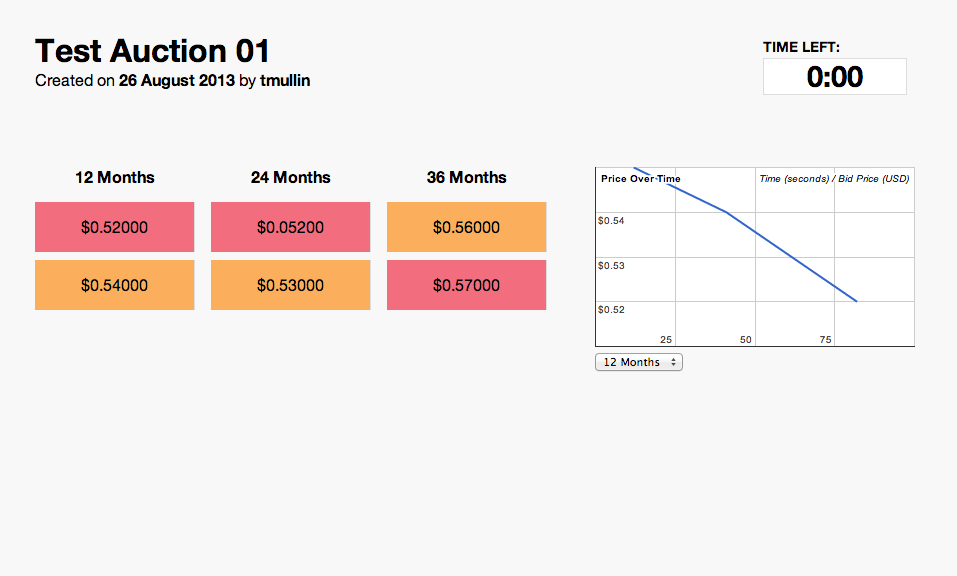 Test Auction 01
Created on 26 August 2013 by tmullin
TIME LEFT:
0:00
12 Months
24 Months
36 Months
$0.52000
$0.05200
$0.56000
$0.54000
$0.53000
$0.57000
Price Over Time
Time (seconds) / Bid Price (USD)
$0.54
$0.53
$0.52
25
50
75
12 Months